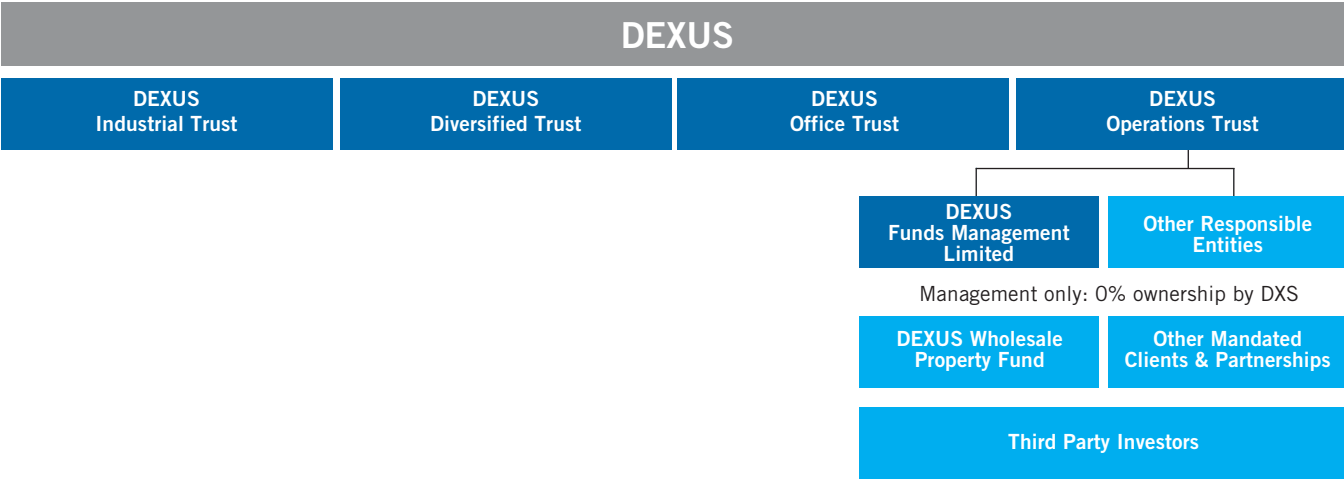 DEXUS
DEXUS
Industrial Trust
DEXUS
Diversified Trust
DEXUS
Office Trust
DEXUS
Operations Trust
DEXUS
Funds Management
Limited
Other Responsible
Entities
Management only: 0% ownership by DXS
DEXUS Wholesale
Property Fund
Other Mandated
Clients & Partnerships
Third Party Investors